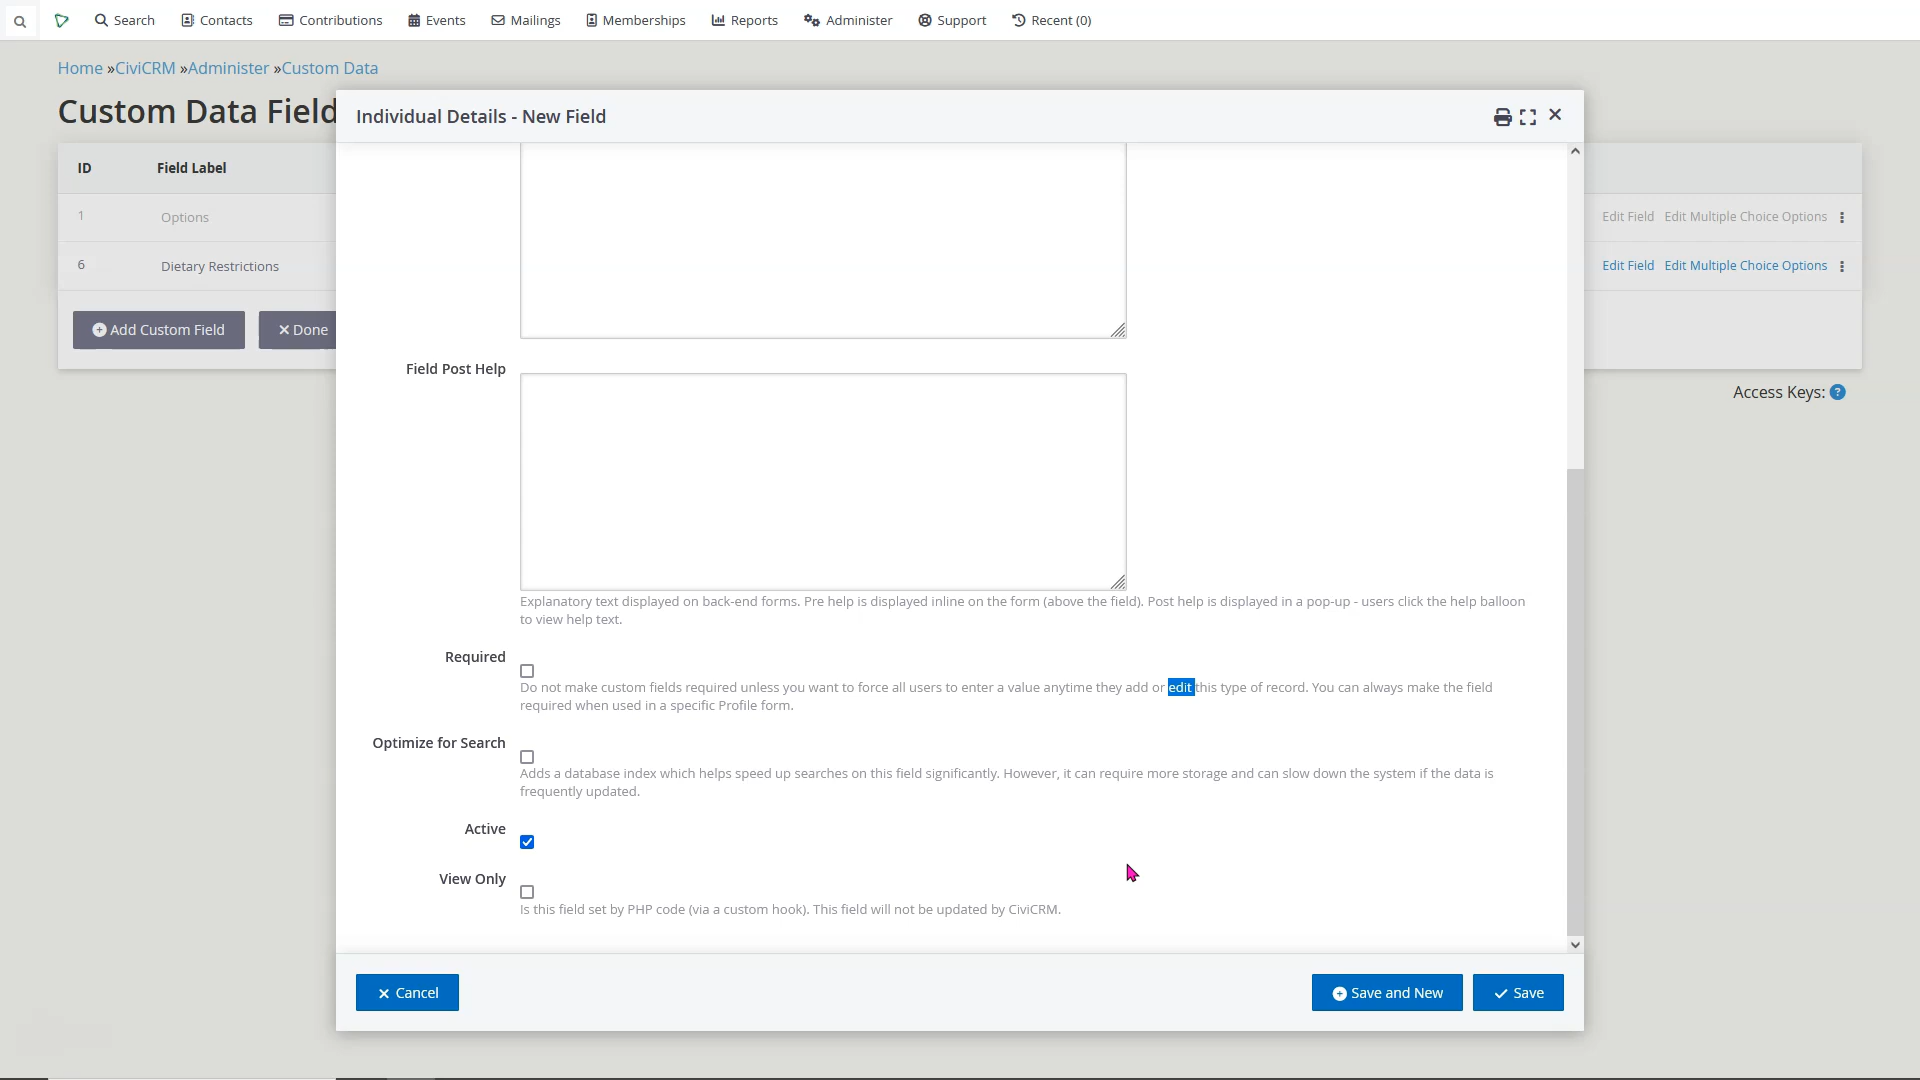 Search Contacts Contributions Events Mailings Memberships Reports Administer Support Recent (0)
Home »CiviCRM »Administer »Custom Data
Custom Data Field
Individual Details - New Field
ID Field Label
1 Options Edit Field Edit Multiple Choice Options
6 Dietary Restrictions Edit Field Edit Multiple Choice Options
Add Custom Field Done
Access Keys: ?
Field Post Help
Explanatory text displayed on back-end forms. Pre help is displayed inline on the form (above the field). Post help is displayed in a pop-up - users click the help balloon
to view help text.
Required
Do not make custom fields required unless you want to force all users to enter a value anytime they add or edit this type of record. You can always make the field
required when used in a specific Profile form.
Optimize for Search
Adds a database index which helps speed up searches on this field significantly. However, it can require more storage and can slow down the system if the data is
frequently updated.
Active
View Only
Is this field set by PHP code (via a custom hook). This field will not be updated by CiviCRM.
Cancel Save and New Save